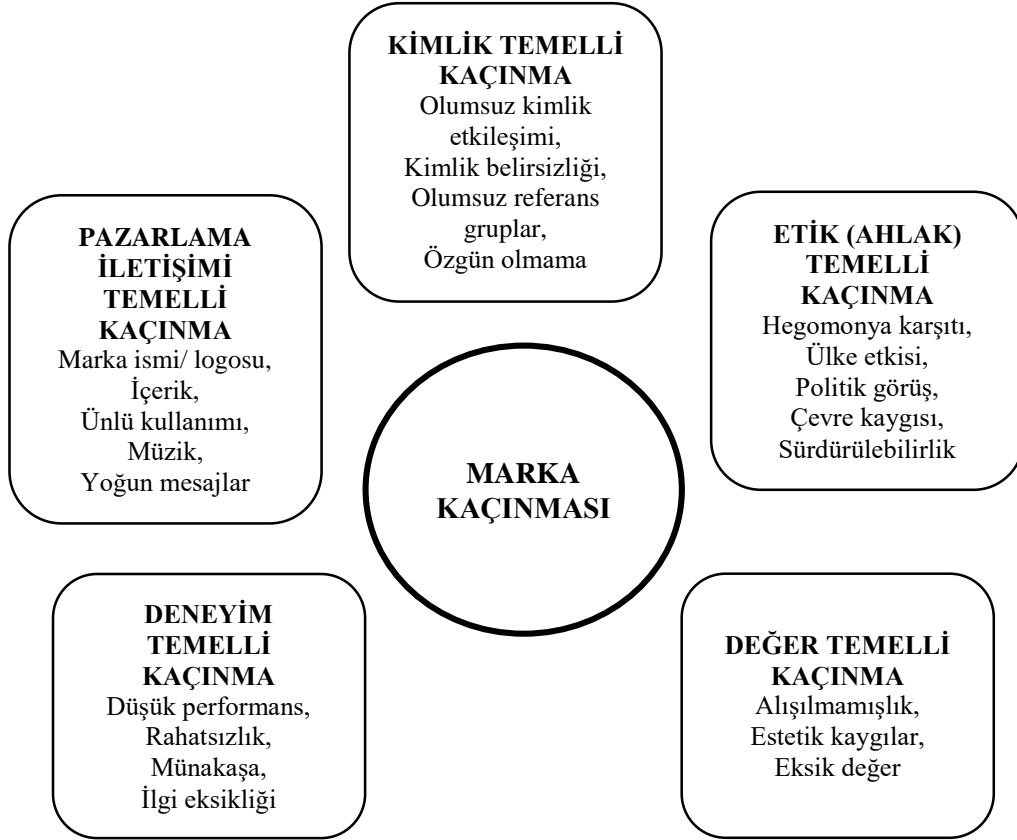 KİMLİK TEMELLİ
KAÇINMA
Olumsuz kimlik
etkileşimi,
Kimlik belirsizliği,
Olumsuz referans
gruplar,
Özgün olmama
PAZARLAMA
İLETİŞİMİ
TEMELLİ
KAÇINMA
Marka ismi/ logosu,
İçerik,
Ünlü kullanımı,
Müzik,
Yoğun mesajlar
ETİK (AHLAK)
TEMELLİ
KAÇINMA
Hegomonya karşıtı,
Ülke etkisi,
Politik görüş,
Çevre kaygısı,
Sürdürülebilirlik
MARKA
KAÇINMASI
DENEYİM
TEMELLİ
KAÇINMA
Düşük performans,
Rahatsızlık,
Münakaşa,
İlgi eksikliği
DEĞER TEMELLİ
KAÇINMA
Alışılmamışlık,
Estetik kaygılar,
Eksik değer